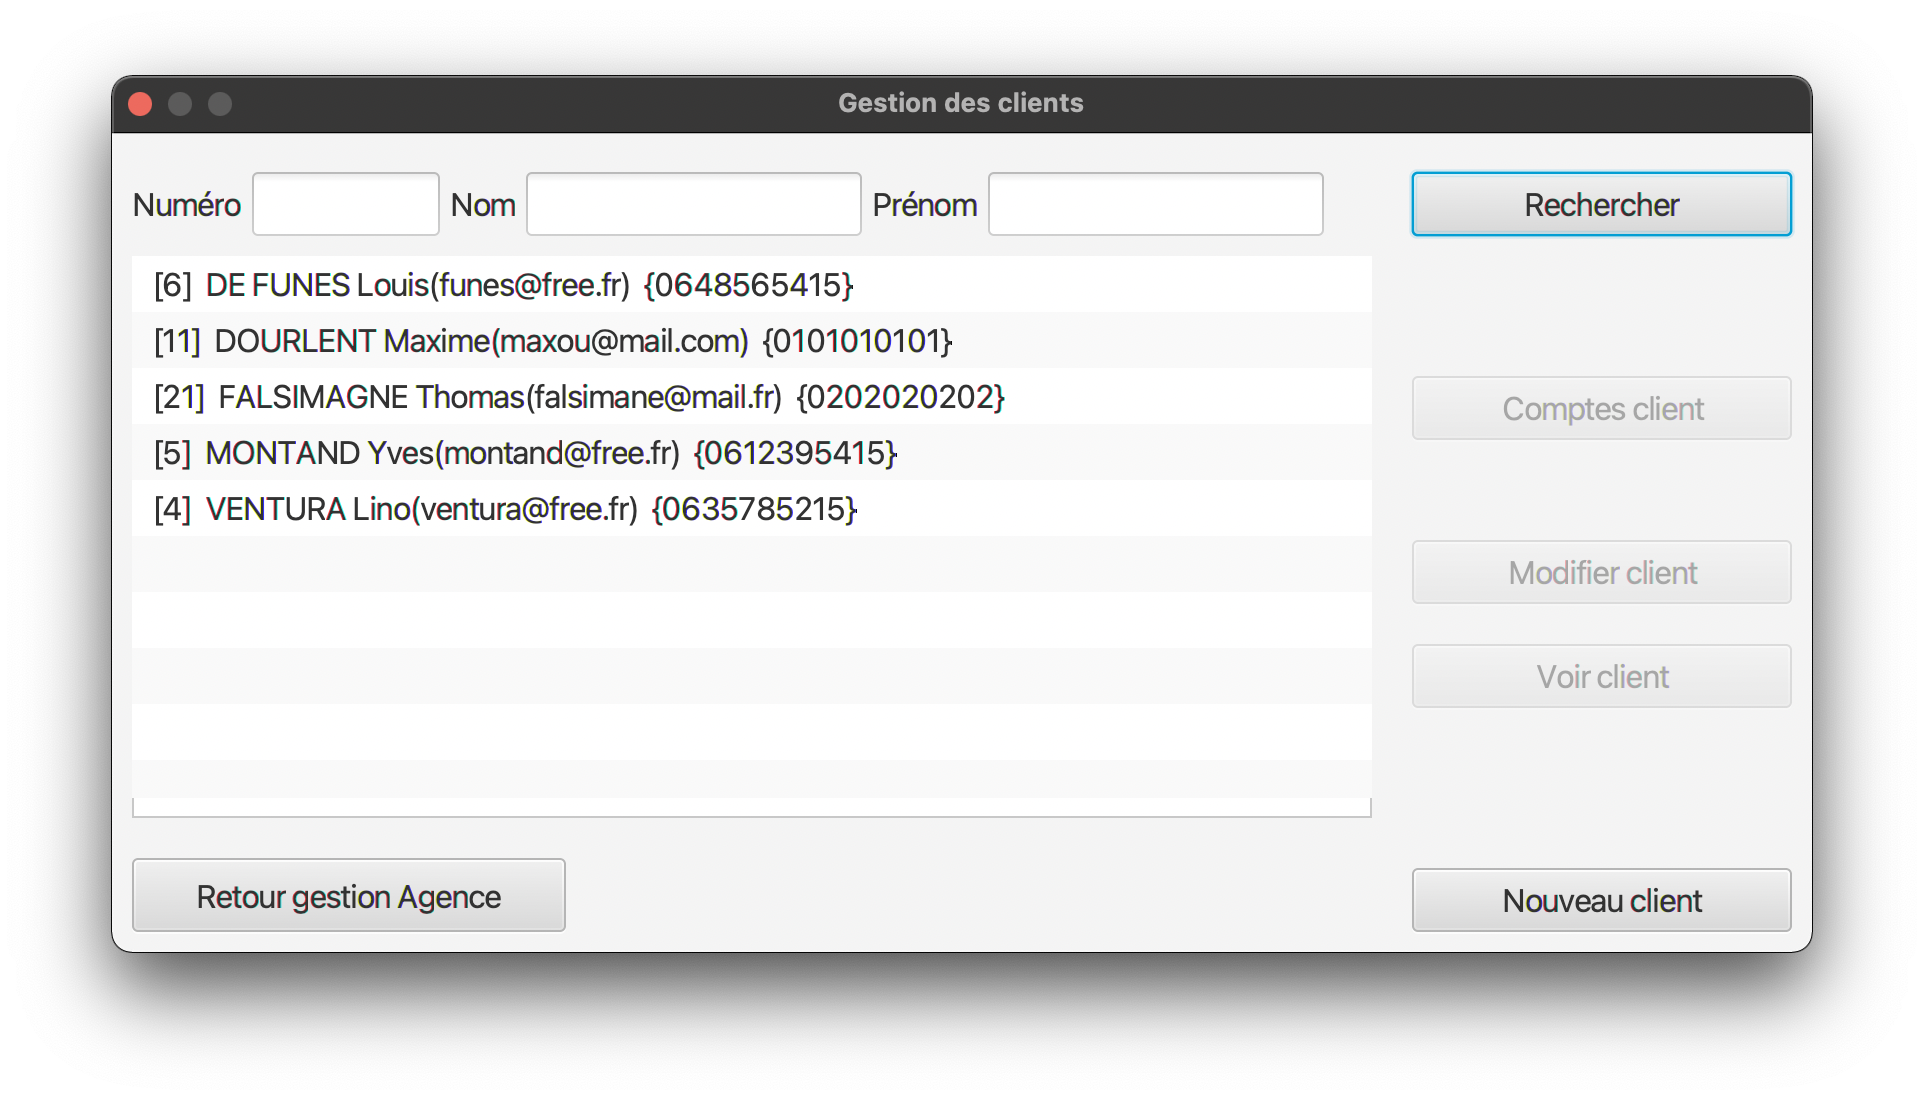 Gestion des clients
Numéro Nom Prénom Rechercher
[6] DE FUNES Louis(funes@free.fr) {0648565415}
[11] DOURLENT Maxime(maxou@mail.com) {0101010101}
[21] FALSIMAGNE Thomas(falsimane@mail.fr) {0202020202}
[5] MONTAND Yves(montand@free.fr) {0612395415}
[4] VENTURA Lino(ventura@free.fr) {0635785215}
Comptes client
Modifier client
Voir client
Retour gestion Agence
Nouveau client